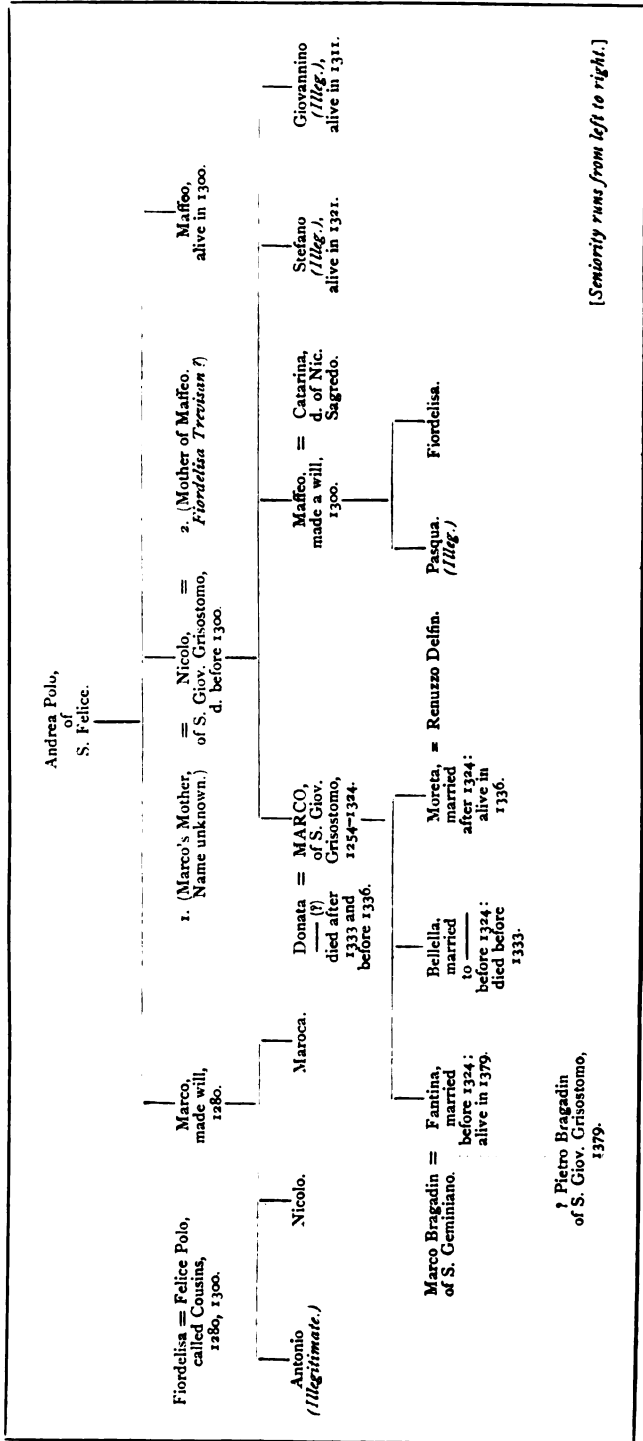 Andrea Polo,
of
S. Felice.
Fiordelisa = Felice Polo,
called Cousins,
1280, 1300.
Marco,
made will,
1280.
1. (Marco's Mother,
Name unknown.)
= Nicolo, =
of S. Giov. Grisostomo,
d. before 1300.
2. (Mother of Maffeo.
Fiordelisa Trevisan ?)
Maffeo,
alive in 1300.
Antonio
(Illegitimate.)
Nicolo.
Maroca.
Donata = MARCO,
—— (?)
died after
1333 and
before 1336.
of S. Giov.
Grisostomo,
1254-1324.
Maffeo. = Catarina,
made a will,
1300.
d. of Nic.
Sagredo.
Stefano
(Illeg.),
alive in 1321.
Giovannino
(Illeg.),
alive in 1311.
Marco Bragadin =
of S. Geminiano.
Fantina,
married
before 1324:
alive in 1379.
Bellella,
married
to ——
before 1324:
died before
1333.
Moreta, = Renuzzo Delfin.
married
after 1324:
alive in
1336.
Pasqua.
(Illeg.)
Fiordelisa.
? Pietro Bragadin
of S. Giov. Grisostomo,
1379.
[Seniority runs from left to right.]